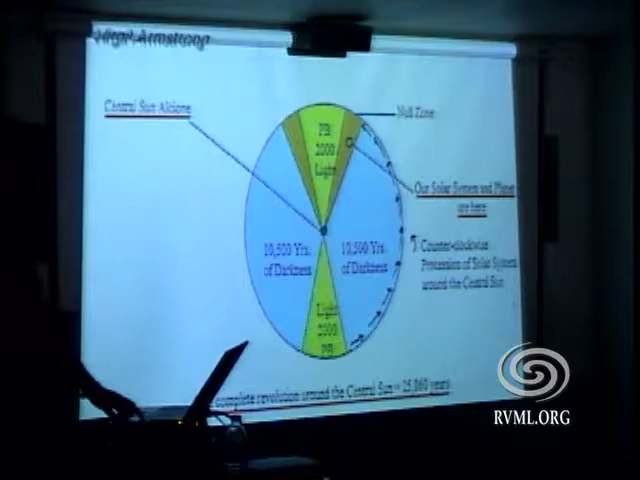 Virgil Armstrong
Central Sun Alcione
Null Zone
PB
2000
Light
Our Solar System and Planet
are here
10,500 Yrs.
of Darkness
10,500 Yrs.
of Darkness
Counter-clockwise
Procession of Solar System
around the Central Sun
Light
2000
PB
complete revolution around the Central Sun = 25,860 years
RVML.ORG